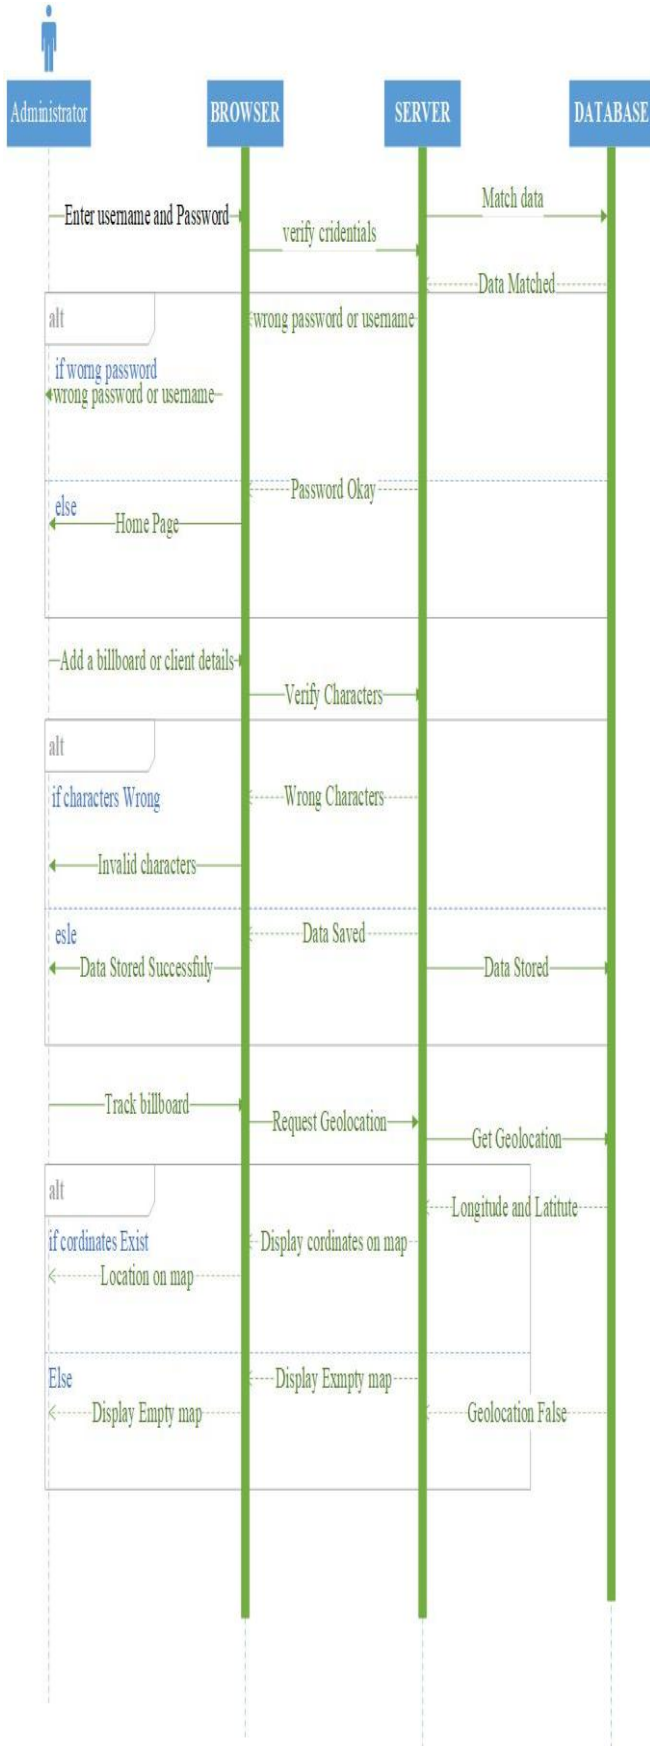 Administrator
BROWSER
SERVER
DATABASE
Match data
Enter username and Password
verify cridentials
Data Matched
alt
wrong password or username
if worng password
wrong password or username
Password Okay
else
Home Page
Add a billboard or client details
Verify Characters
alt
if characters Wrong
Wrong Characters
Invalid characters
esle
Data Saved
Data Stored Successfuly
Data Stored
Track billboard
Request Geolocation
Get Geolocation
alt
Longitude and Latitute
if cordinates Exist
Display cordinates on map
Location on map
Else
Display Exmpty map
Display Empty map
Geolocation False